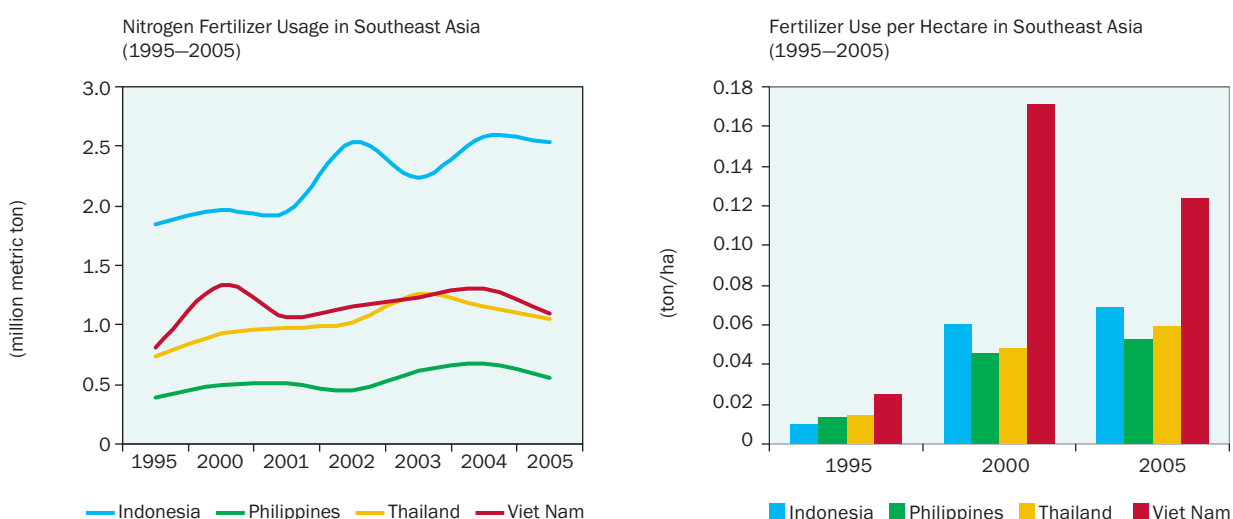 Nitrogen Fertilizer Usage in Southeast Asia
(1995—2005)
(million metric ton)
3.0
2.5
2.0
1.5
1.0
0.5
0
1995 2000 2001 2002 2003 2004 2005
Indonesia Philippines Thailand Viet Nam
Fertilizer Use per Hectare in Southeast Asia
(1995—2005)
(ton/ha)
0.18
0.16
0.14
0.12
0.10
0.08
0.06
0.04
0.02
0
1995 2000 2005
Indonesia Philippines Thailand Viet Nam